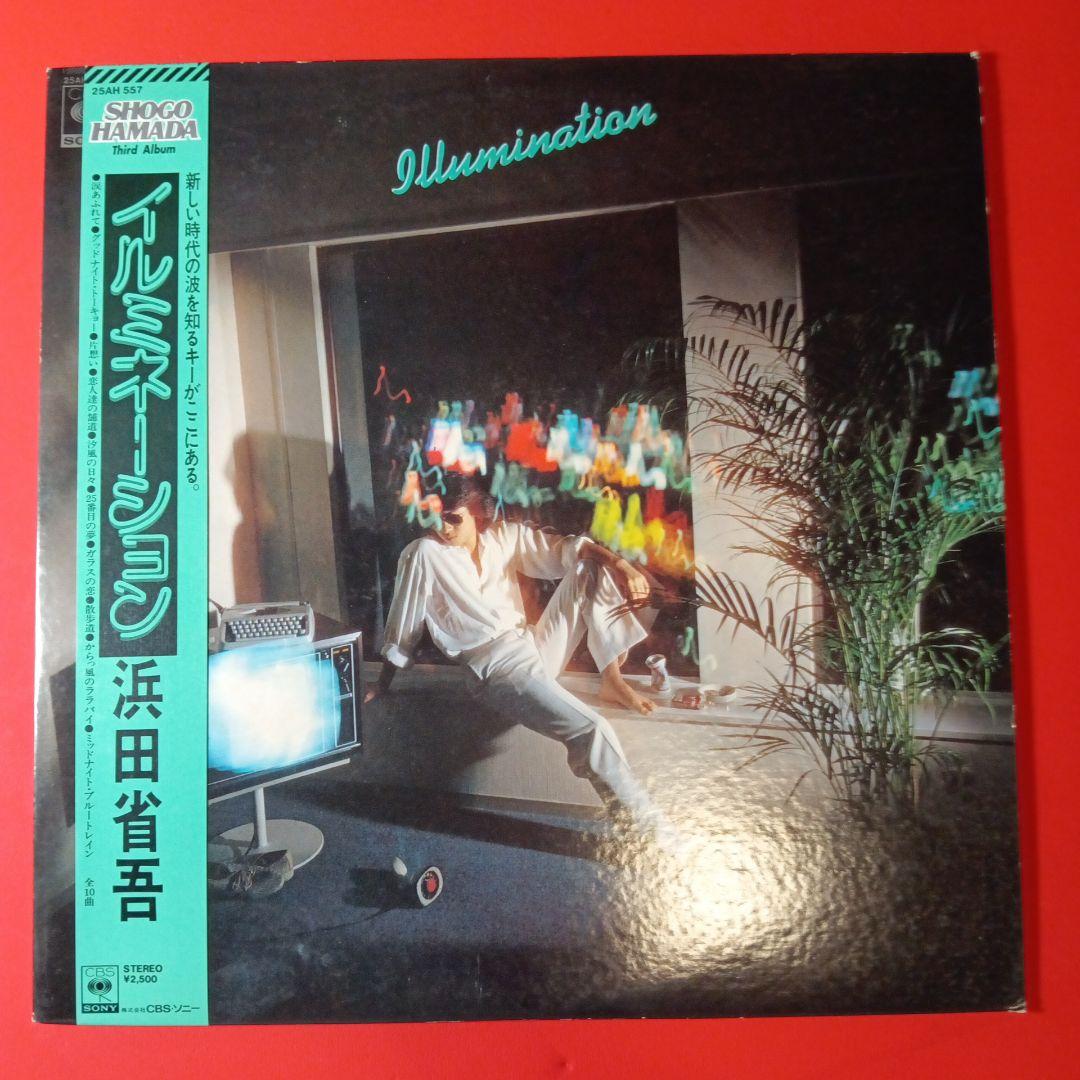 25AH 557
SHOGO
HAMADA
Third Album
新しい時代の波を知るキーがここにある。
イルミネーション
●涙あふれて●グッドナイト・トーキョー●片想い●恋人達の舗道●汐風の日々●25番目の夢●ガラスの恋●散歩道●からっ風のララバイ●ミッドナイト・ブルートレイン
全10曲
浜田省吾
CBS
SONY
STEREO
¥2,500
株式会社CBS・ソニー
Illumination